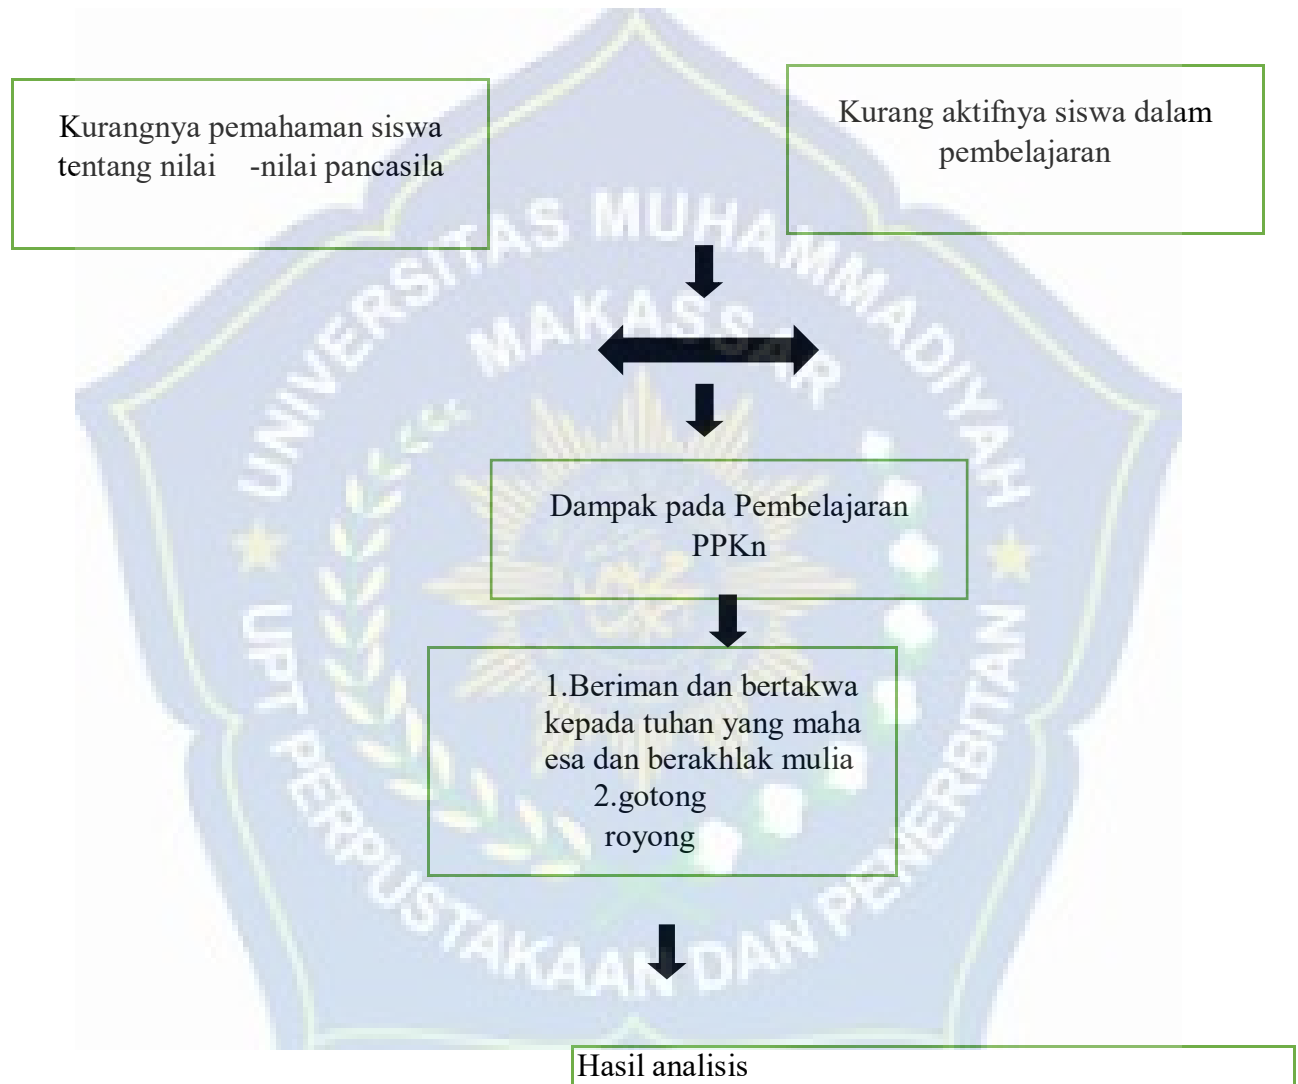 Kurangnya pemahaman siswa
tentang nilai -nilai pancasila
Kurang aktifnya siswa dalam
pembelajaran
UNIVERSITAS MUHAMMADIYAH
MAKASSAR
Dampak pada Pembelajaran
PPKn
1.Beriman dan bertakwa
kepada tuhan yang maha
esa dan berakhlak mulia
2.gotong
royong
UPT PERPUSTAKAAN DAN PENERBITAN
Hasil analisis